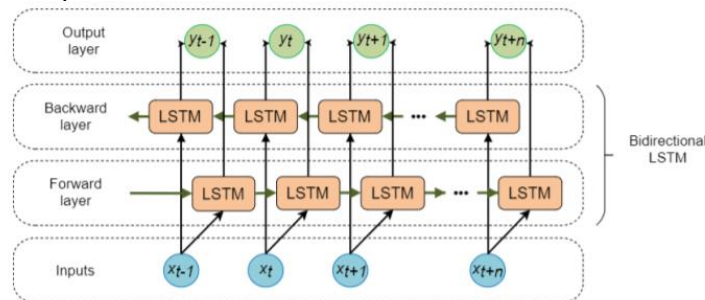 Output
layer
yt-1 yt yt+1 yt+n
Backward
layer
LSTM LSTM LSTM ... LSTM
Bidirectional
LSTM
Forward
layer
LSTM LSTM LSTM ... LSTM
Inputs
xt-1 xt xt+1 xt+n